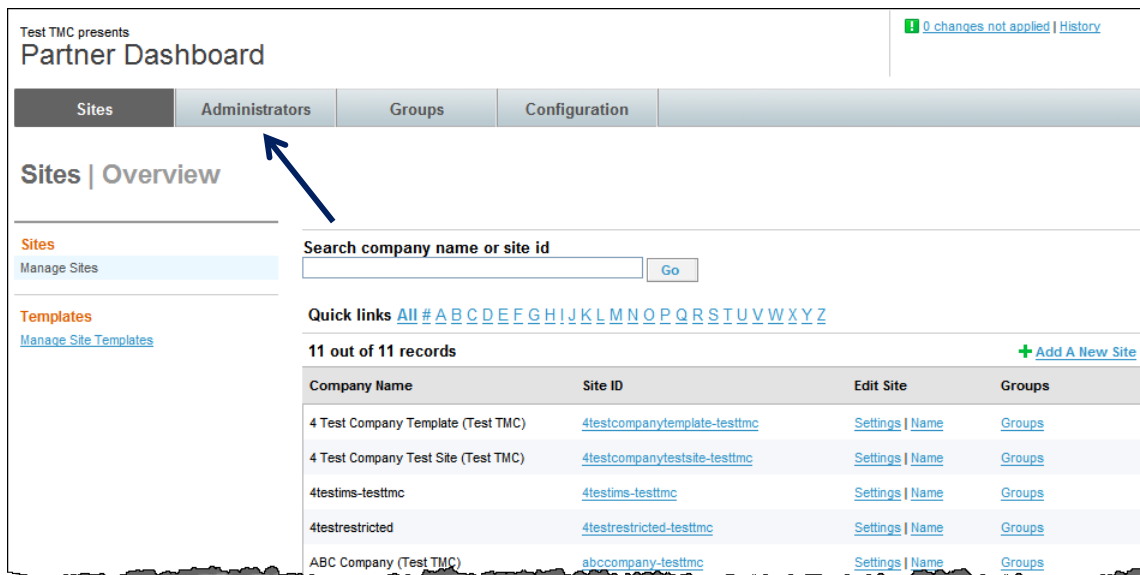 Test TMC presents
Partner Dashboard
0 changes not applied | History
Sites Administrators Groups Configuration
Sites | Overview
Sites
Manage Sites
Templates
Manage Site Templates
Search company name or site id
Go
Quick links All # A B C D E F G H I J K L M N O P Q R S T U V W X Y Z
11 out of 11 records
Add A New Site
Company Name Site ID Edit Site Groups
4 Test Company Template (Test TMC) 4testcompanytemplate-testtmc Settings | Name Groups
4 Test Company Test Site (Test TMC) 4testcompanytestsite-testtmc Settings | Name Groups
4testims-testtmc 4testims-testtmc Settings | Name Groups
4testrestricted 4testrestricted-testtmc Settings | Name Groups
ABC Company (Test TMC) abccompany-testtmc Settings | Name Groups